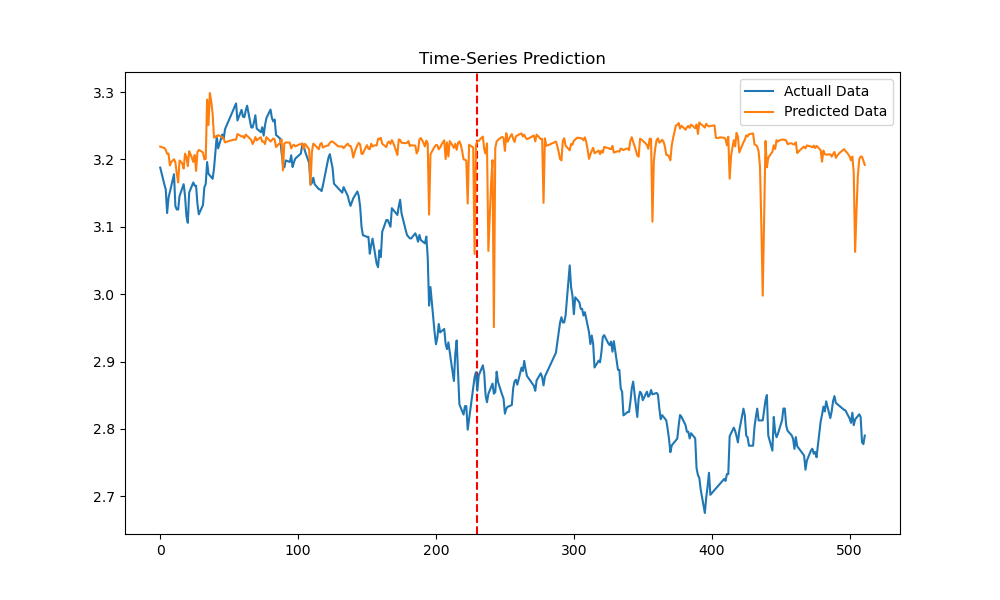 Time-Series Prediction
Actuall Data
Predicted Data
3.3
3.2
3.1
3.0
2.9
2.8
2.7
0 100 200 300 400 500